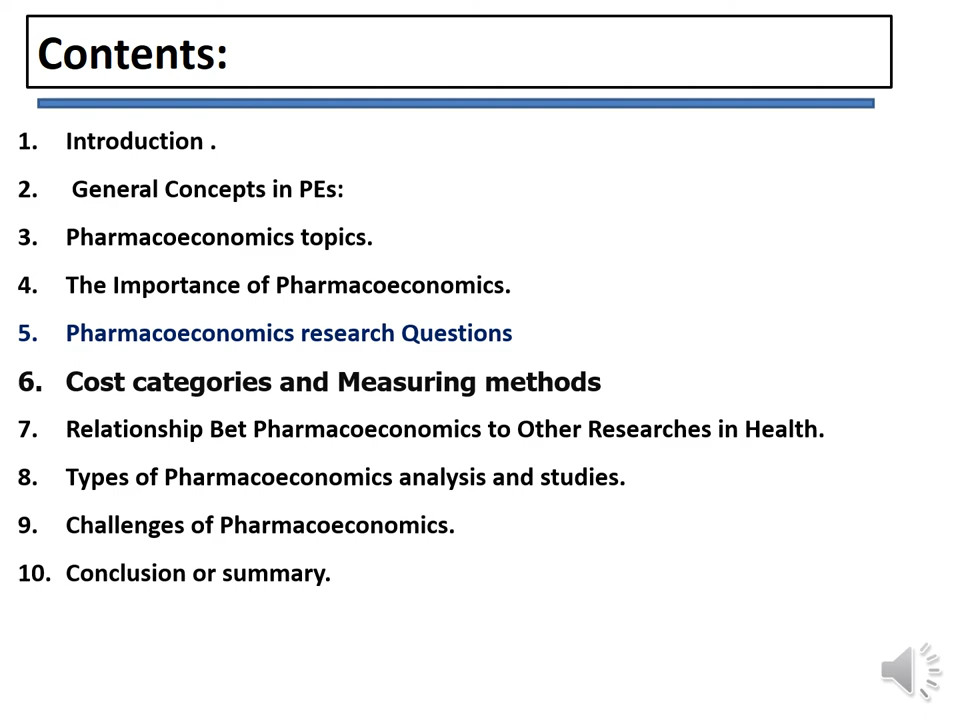 Contents:
1. Introduction .
2. General Concepts in PEs:
3. Pharmacoeconomics topics.
4. The Importance of Pharmacoeconomics.
5. Pharmacoeconomics research Questions
6. Cost categories and Measuring methods
7. Relationship Bet Pharmacoeconomics to Other Researches in Health.
8. Types of Pharmacoeconomics analysis and studies.
9. Challenges of Pharmacoeconomics.
10. Conclusion or summary.